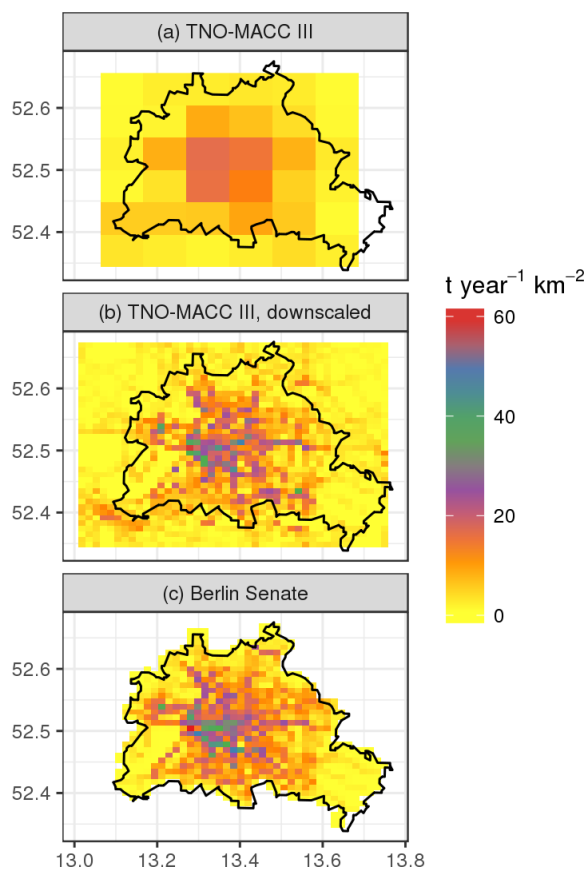 (a) TNO-MACC III
52.6
52.5
52.4
(b) TNO-MACC III, downscaled
52.6
52.5
52.4
(c) Berlin Senate
52.6
52.5
52.4
13.0 13.2 13.4 13.6 13.8
t year⁻¹ km⁻²
60
40
20
0